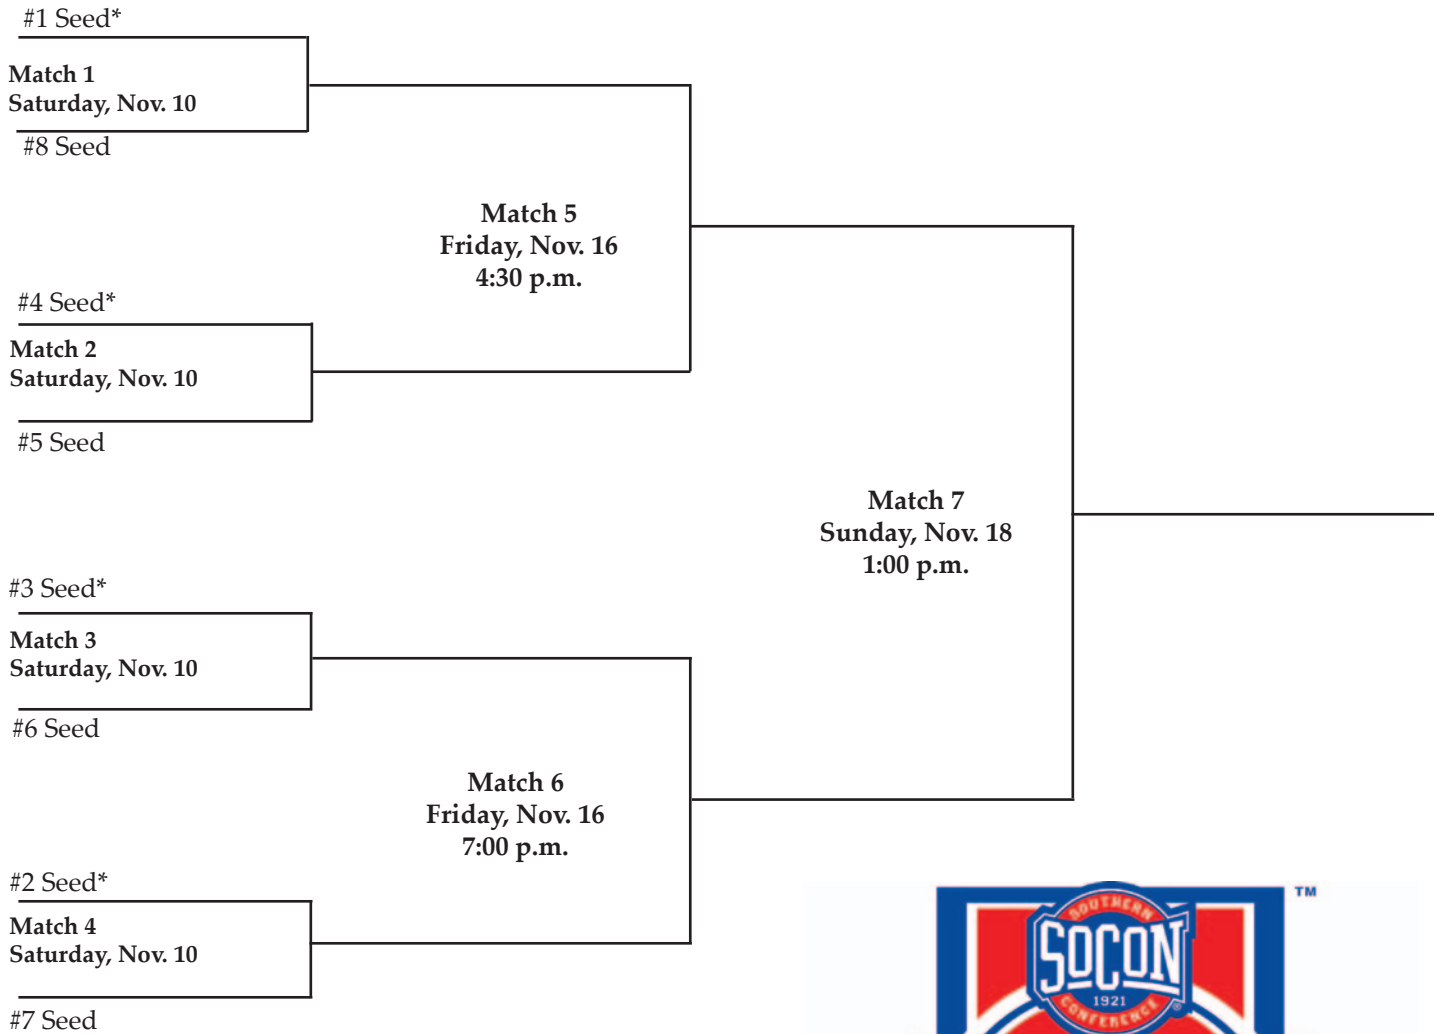 #1 Seed*
Match 1
Saturday, Nov. 10
#8 Seed
Match 5
Friday, Nov. 16
4:30 p.m.
#4 Seed*
Match 2
Saturday, Nov. 10
#5 Seed
Match 7
Sunday, Nov. 18
1:00 p.m.
#3 Seed*
Match 3
Saturday, Nov. 10
#6 Seed
Match 6
Friday, Nov. 16
7:00 p.m.
#2 Seed*
Match 4
Saturday, Nov. 10
#7 Seed
TM
SOUTHERN
SOCON
1921
CONFERENCE
®